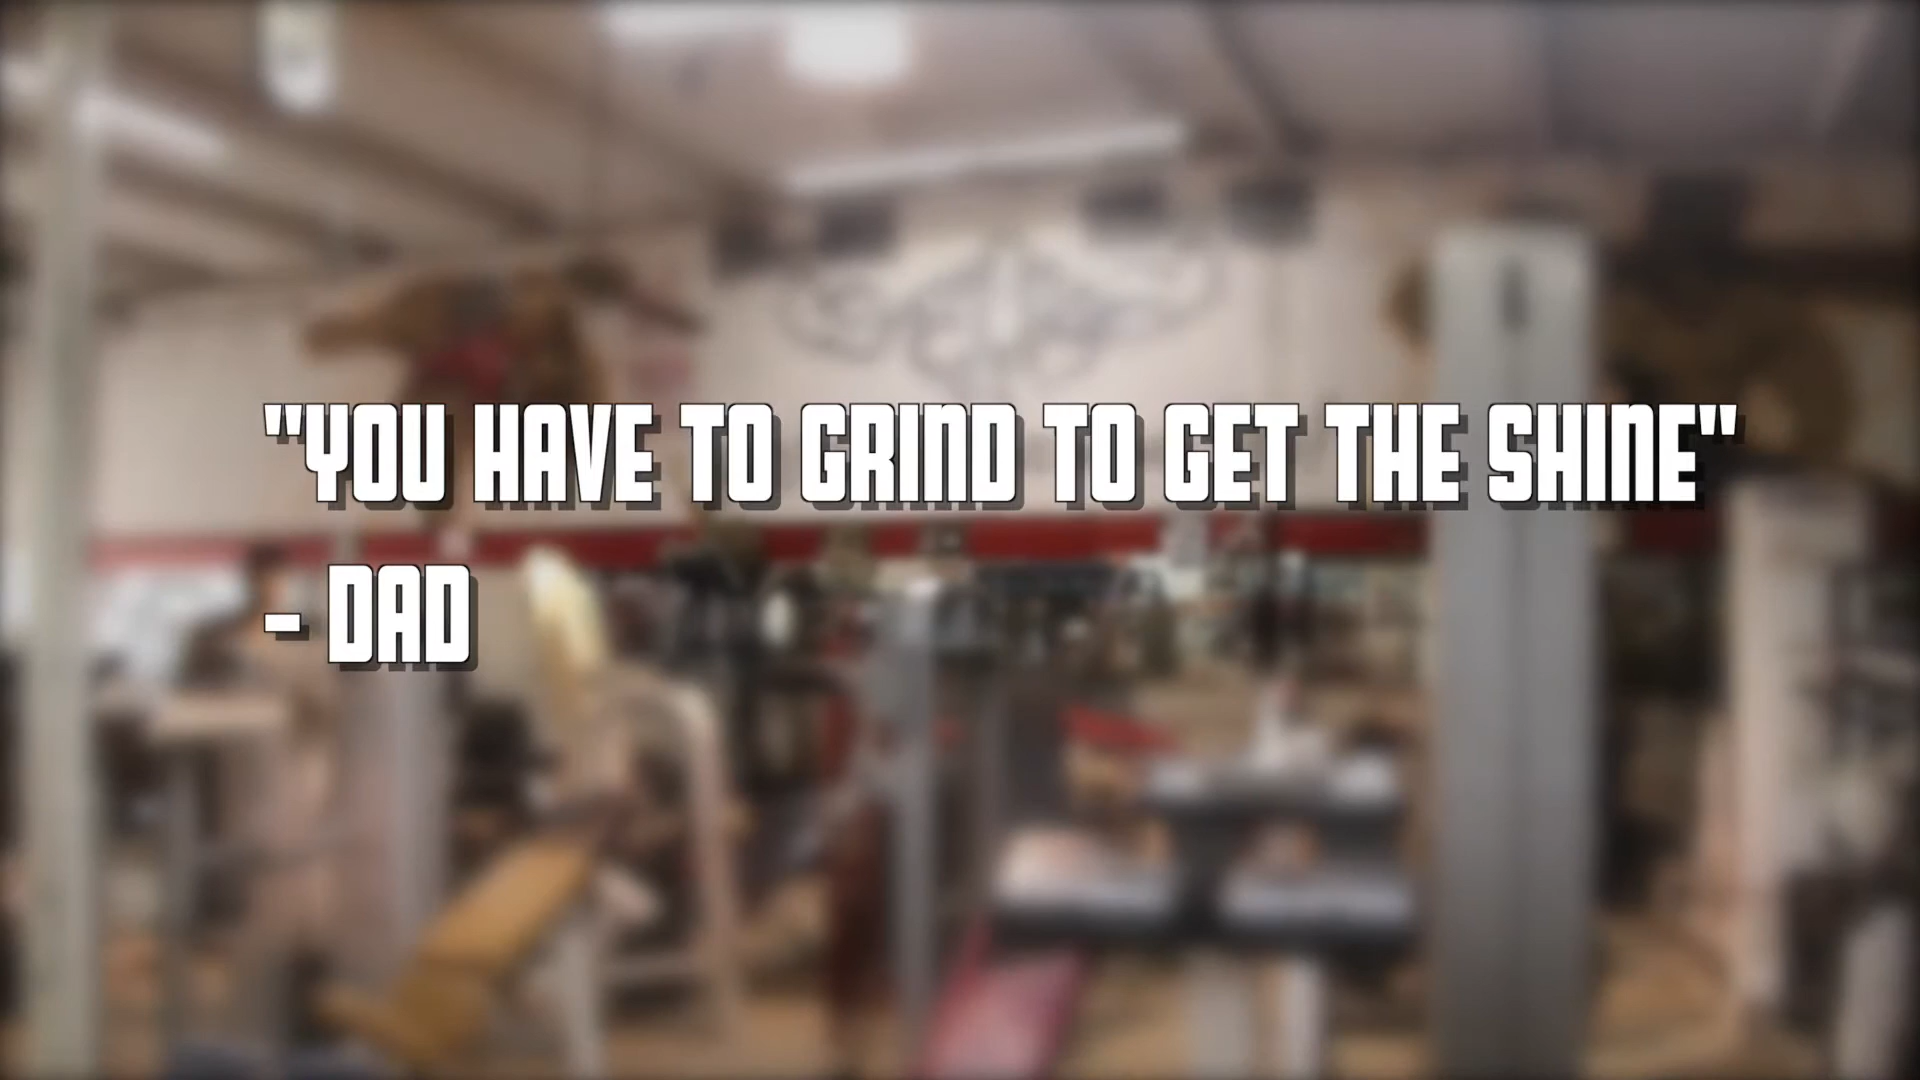 "YOU HAVE TO GRIND TO GET THE SHINE"
- DAD